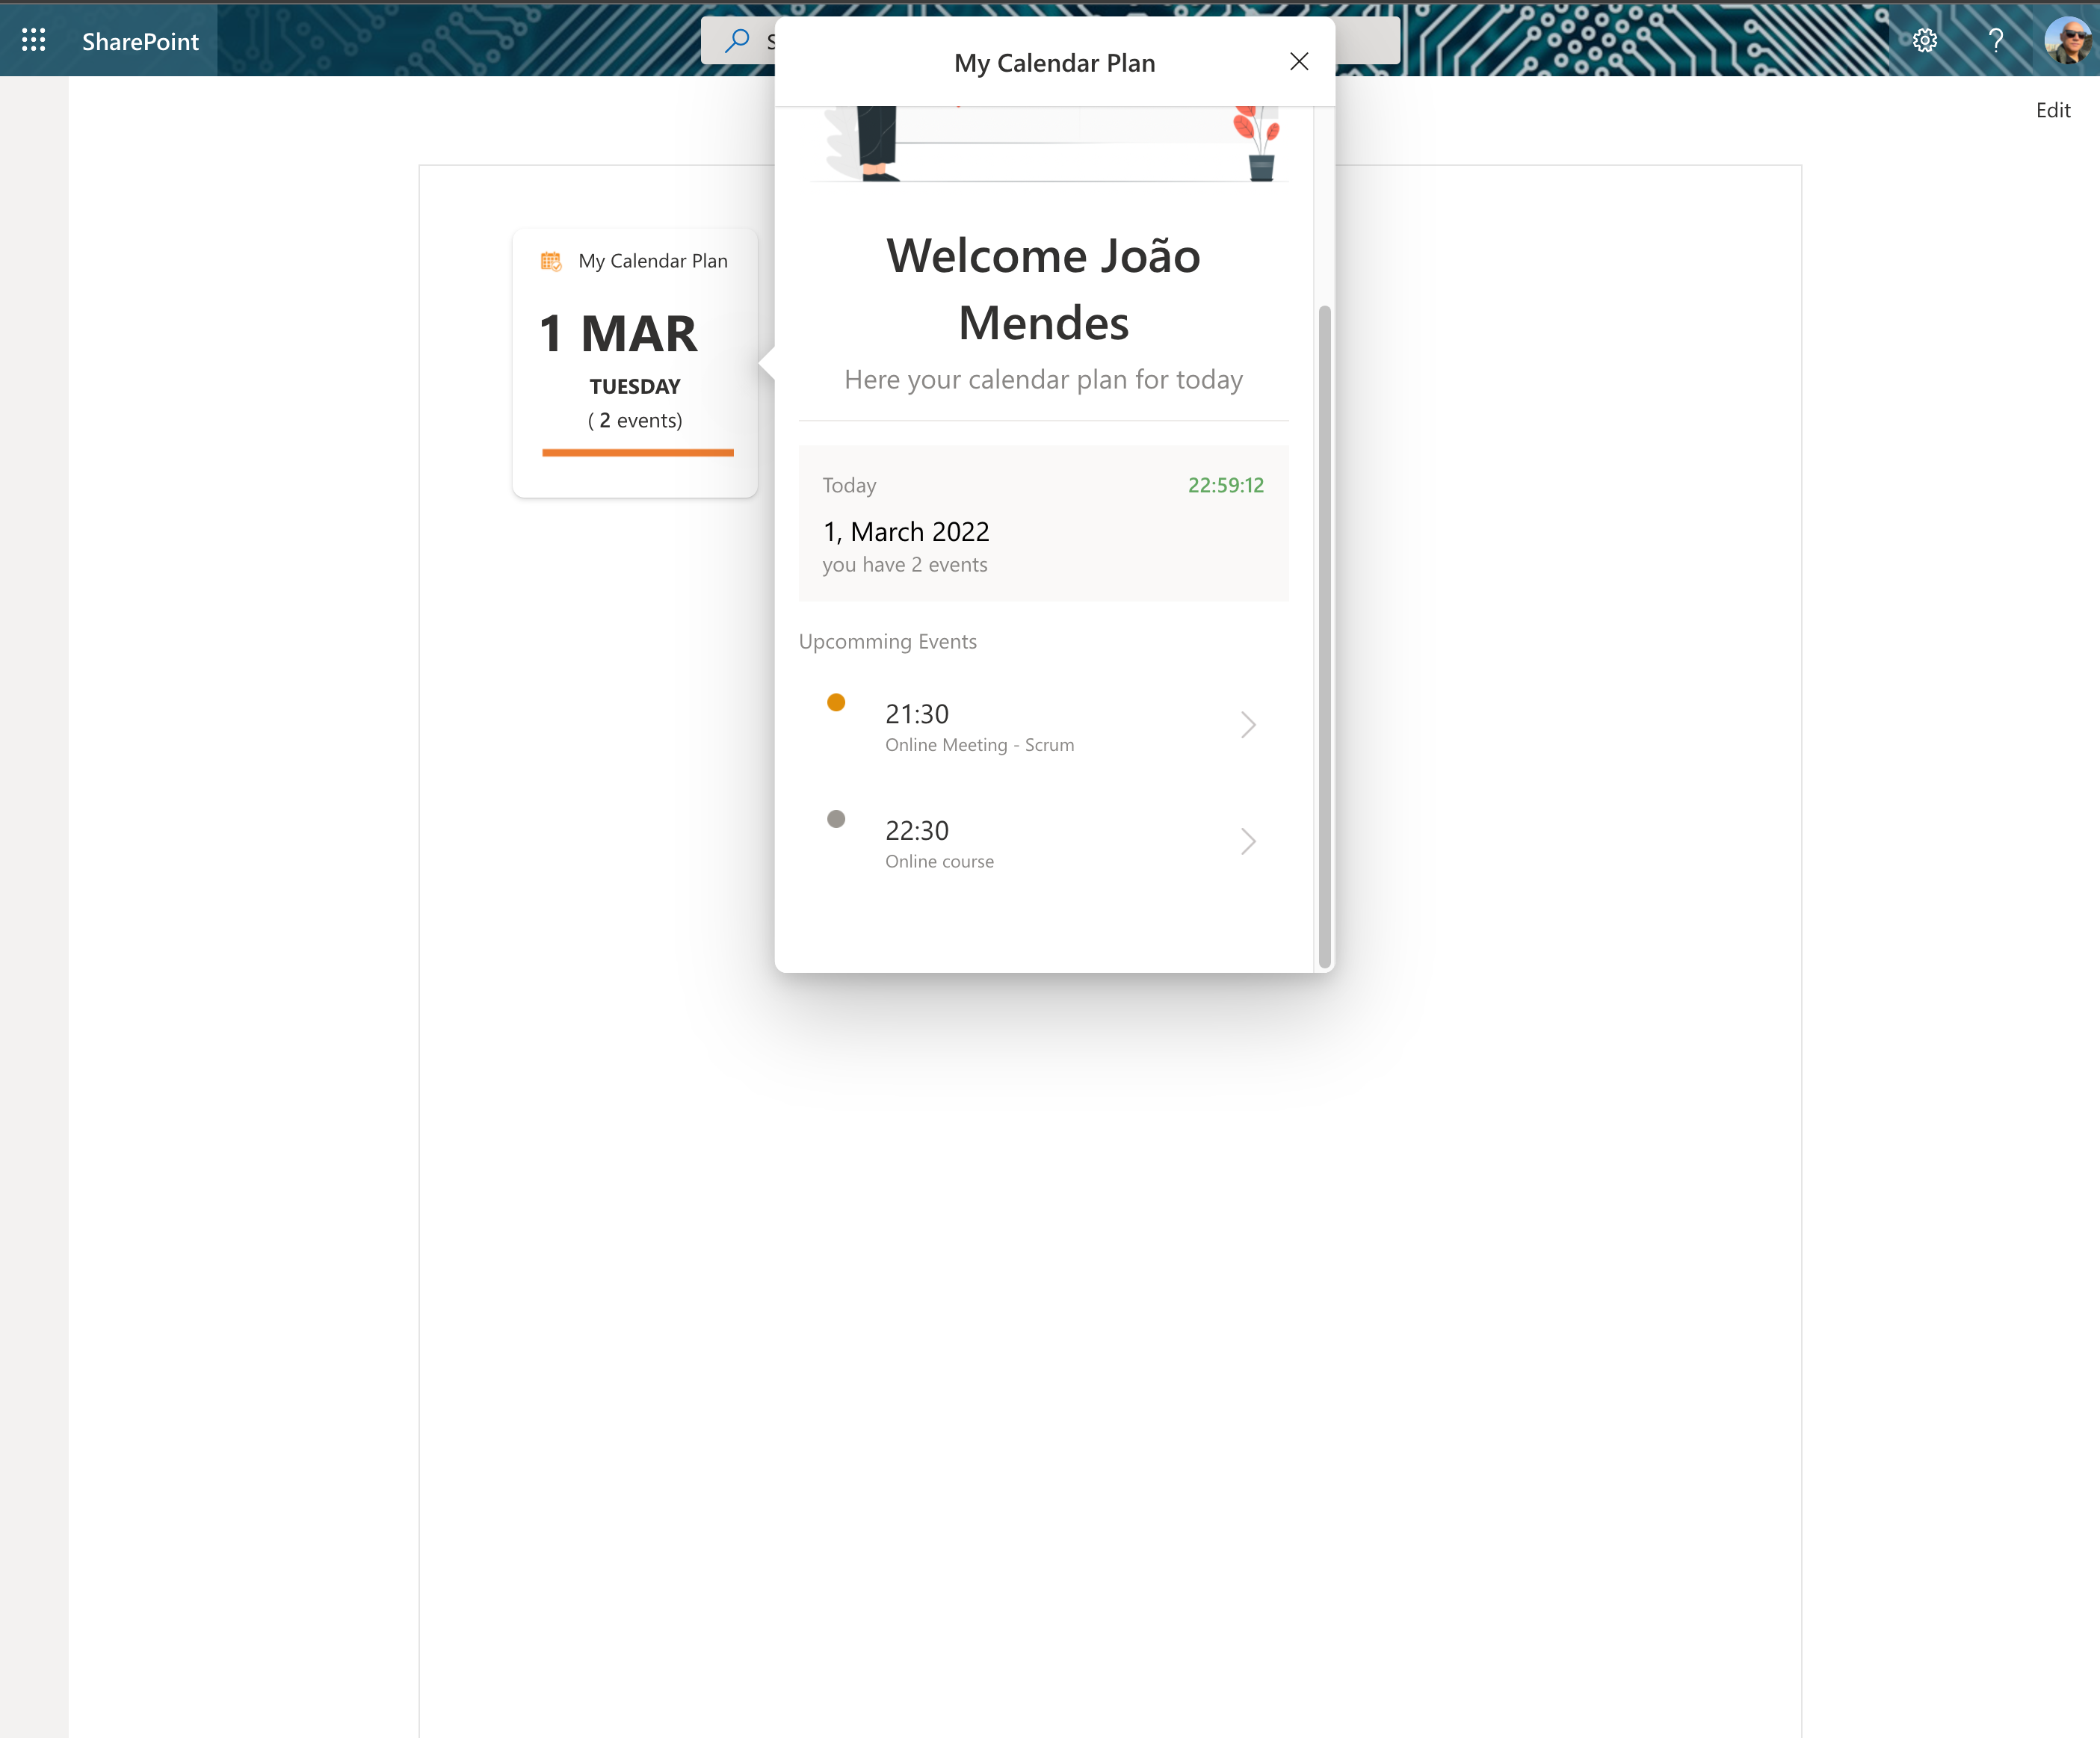 SharePoint
My Calendar Plan
Edit
My Calendar Plan
1 MAR
TUESDAY
( 2 events)
Welcome João
Mendes
Here your calendar plan for today
Today
22:59:12
1, March 2022
you have 2 events
Upcomming Events
21:30
Online Meeting - Scrum
22:30
Online course